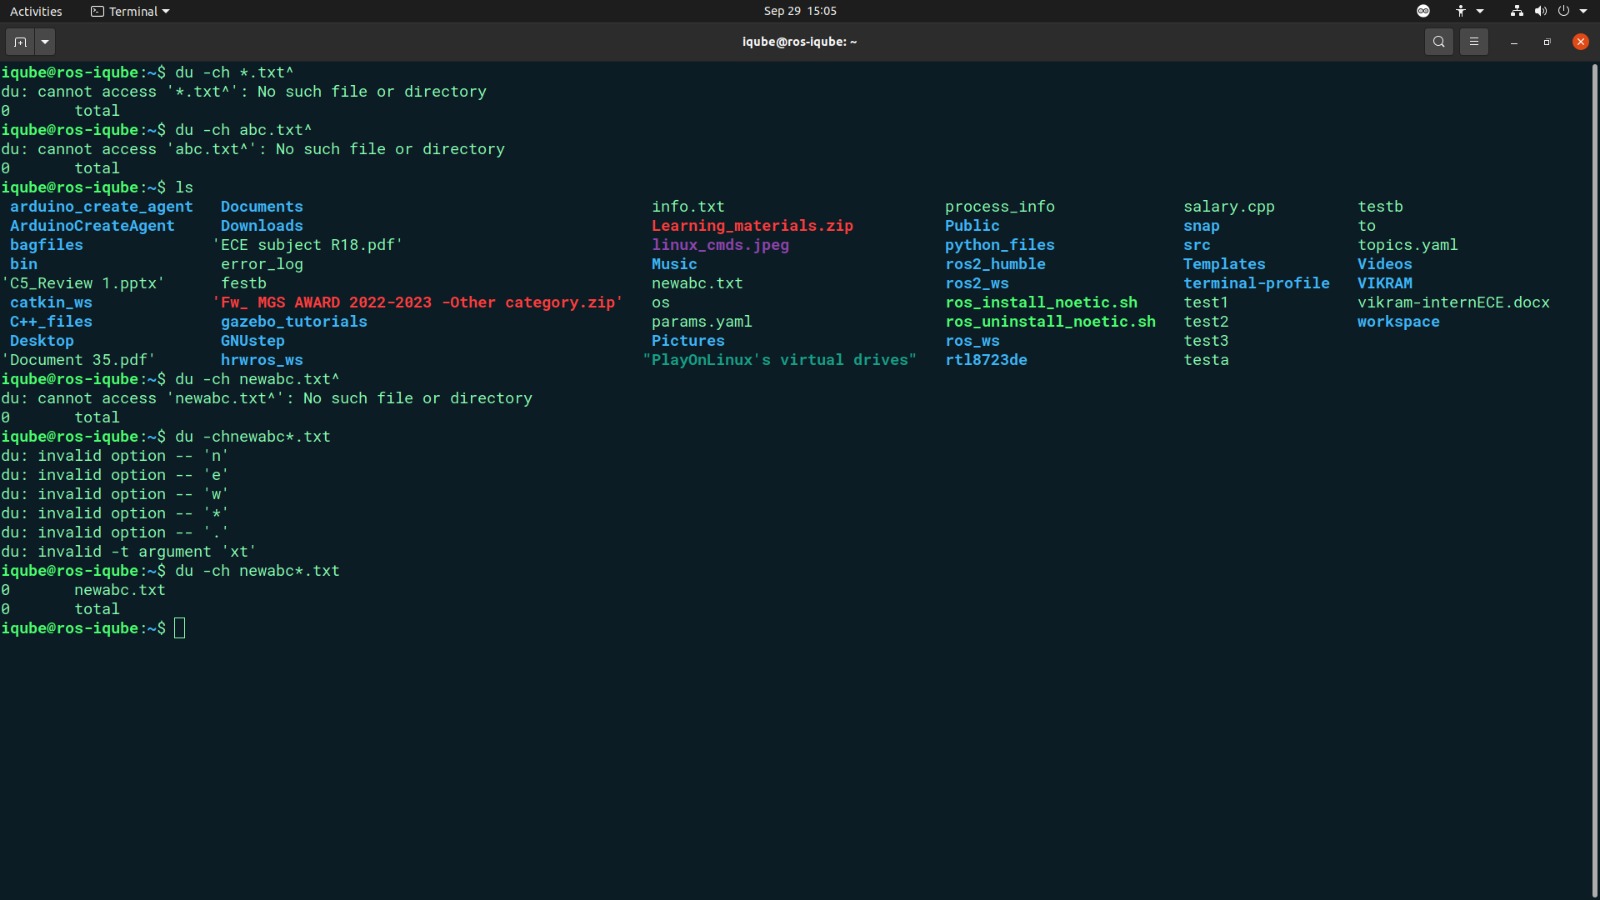 Activities Terminal Sep 29 15:05
iqube@ros-iqube: ~
iqube@ros-iqube:~$ du -ch *.txt^
du: cannot access '*.txt^': No such file or directory
0 total
iqube@ros-iqube:~$ du -ch abc.txt^
du: cannot access 'abc.txt^': No such file or directory
0 total
iqube@ros-iqube:~$ ls
arduino_create_agent Documents info.txt process_info salary.cpp testb
ArduinoCreateAgent Downloads Learning_materials.zip Public snap to
bagfiles 'ECE subject R18.pdf' linux_cmds.jpeg python_files src topics.yaml
bin error_log Music ros2_humble Templates Videos
'C5_Review 1.pptx' festb newabc.txt ros2_ws terminal-profile VIKRAM
catkin_ws 'Fw_ MGS AWARD 2022-2023 -Other category.zip' os ros_install_noetic.sh test1 vikram-internECE.docx
C++_files gazebo_tutorials params.yaml ros_uninstall_noetic.sh test2 workspace
Desktop GNUstep Pictures ros_ws test3
'Document 35.pdf' hrwros_ws "PlayOnLinux's virtual drives" rtl8723de testa
iqube@ros-iqube:~$ du -ch newabc.txt^
du: cannot access 'newabc.txt^': No such file or directory
0 total
iqube@ros-iqube:~$ du -chnewabc*.txt
du: invalid option -- 'n'
du: invalid option -- 'e'
du: invalid option -- 'w'
du: invalid option -- '*'
du: invalid option -- '.'
du: invalid -t argument 'xt'
iqube@ros-iqube:~$ du -ch newabc*.txt
0 newabc.txt
0 total
iqube@ros-iqube:~$